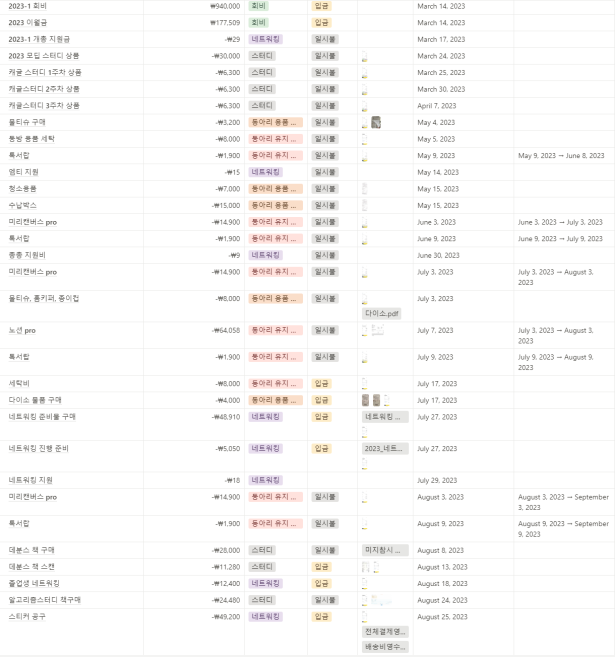 2023-1 회비 ₩940,000 회비 입금 March 14, 2023
2023 이월금 ₩177,509 회비 입금 March 14, 2023
2023-1 개총 지원금 -₩29 네트워킹 일시불 March 17, 2023
2023 모딥 스터디 상품 -₩30,000 스터디 일시불 March 24, 2023
캐글 스터디 1주차 상품 -₩6,300 스터디 일시불 March 25, 2023
캐글스터디 2주차 상품 -₩6,300 스터디 일시불 March 30, 2023
캐글스터디 3주차 상품 -₩6,300 스터디 일시불 April 7, 2023
물티슈 구매 -₩3,200 동아리 용품 ... 일시불 May 4, 2023
동방 용품 세탁 -₩8,000 동아리 유지 ... 일시불 May 5, 2023
톡서랍 -₩1,900 동아리 유지 ... 일시불 May 9, 2023 May 9, 2023 → June 8, 2023
엠티 지원 -₩15 네트워킹 일시불 May 14, 2023
청소용품 -₩7,000 동아리 용품 ... 일시불 May 15, 2023
수납박스 -₩15,000 동아리 용품 ... 일시불 May 15, 2023
미리캔버스 pro -₩14,900 동아리 유지 ... 일시불 June 3, 2023 June 3, 2023 → July 3, 2023
톡서랍 -₩1,900 동아리 유지 ... 일시불 June 9, 2023 June 9, 2023 → July 9, 2023
종총 지원비 -₩9 네트워킹 일시불 June 30, 2023
미리캔버스 pro -₩14,900 동아리 유지 ... 일시불 July 3, 2023 July 3, 2023 → August 3,
2023
물티슈, 홈키퍼, 종이컵 -₩8,000 동아리 용품 ... 일시불 July 3, 2023
다이소.pdf
노션 pro -₩64,058 동아리 유지 ... 일시불 July 7, 2023 July 3, 2023 → August 3,
2023
톡서랍 -₩1,900 동아리 유지 ... 일시불 July 9, 2023 July 9, 2023 → August 9,
2023
세탁비 -₩8,000 동아리 유지 ... 입금 July 17, 2023
다이소 물품 구매 -₩4,000 동아리 용품 ... 입금 July 17, 2023
네트워킹 준비물 구매 -₩48,910 네트워킹 입금 네트워킹 ... July 27, 2023
네트워킹 진행 준비 -₩5,050 네트워킹 입금 2023_네트... July 27, 2023
네트워킹 지원 -₩18 네트워킹 July 29, 2023
미리캔버스 pro -₩14,900 동아리 유지 ... 일시불 August 3, 2023 August 3, 2023 → September
3, 2023
톡서랍 -₩1,900 동아리 유지 ... 일시불 August 9, 2023 August 9, 2023 → September
9, 2023
데분스 책 구매 -₩28,000 스터디 일시불 미지참시 ... August 8, 2023
데분스 책 스캔 -₩11,280 스터디 입금 August 13, 2023
졸업생 네트워킹 -₩12,400 네트워킹 입금 August 18, 2023
알고리즘스터디 책구매 -₩24,480 스터디 일시불 August 24, 2023
스티커 공구 -₩49,200 네트워킹 입금 August 25, 2023
전체결제영...
배송비영수...